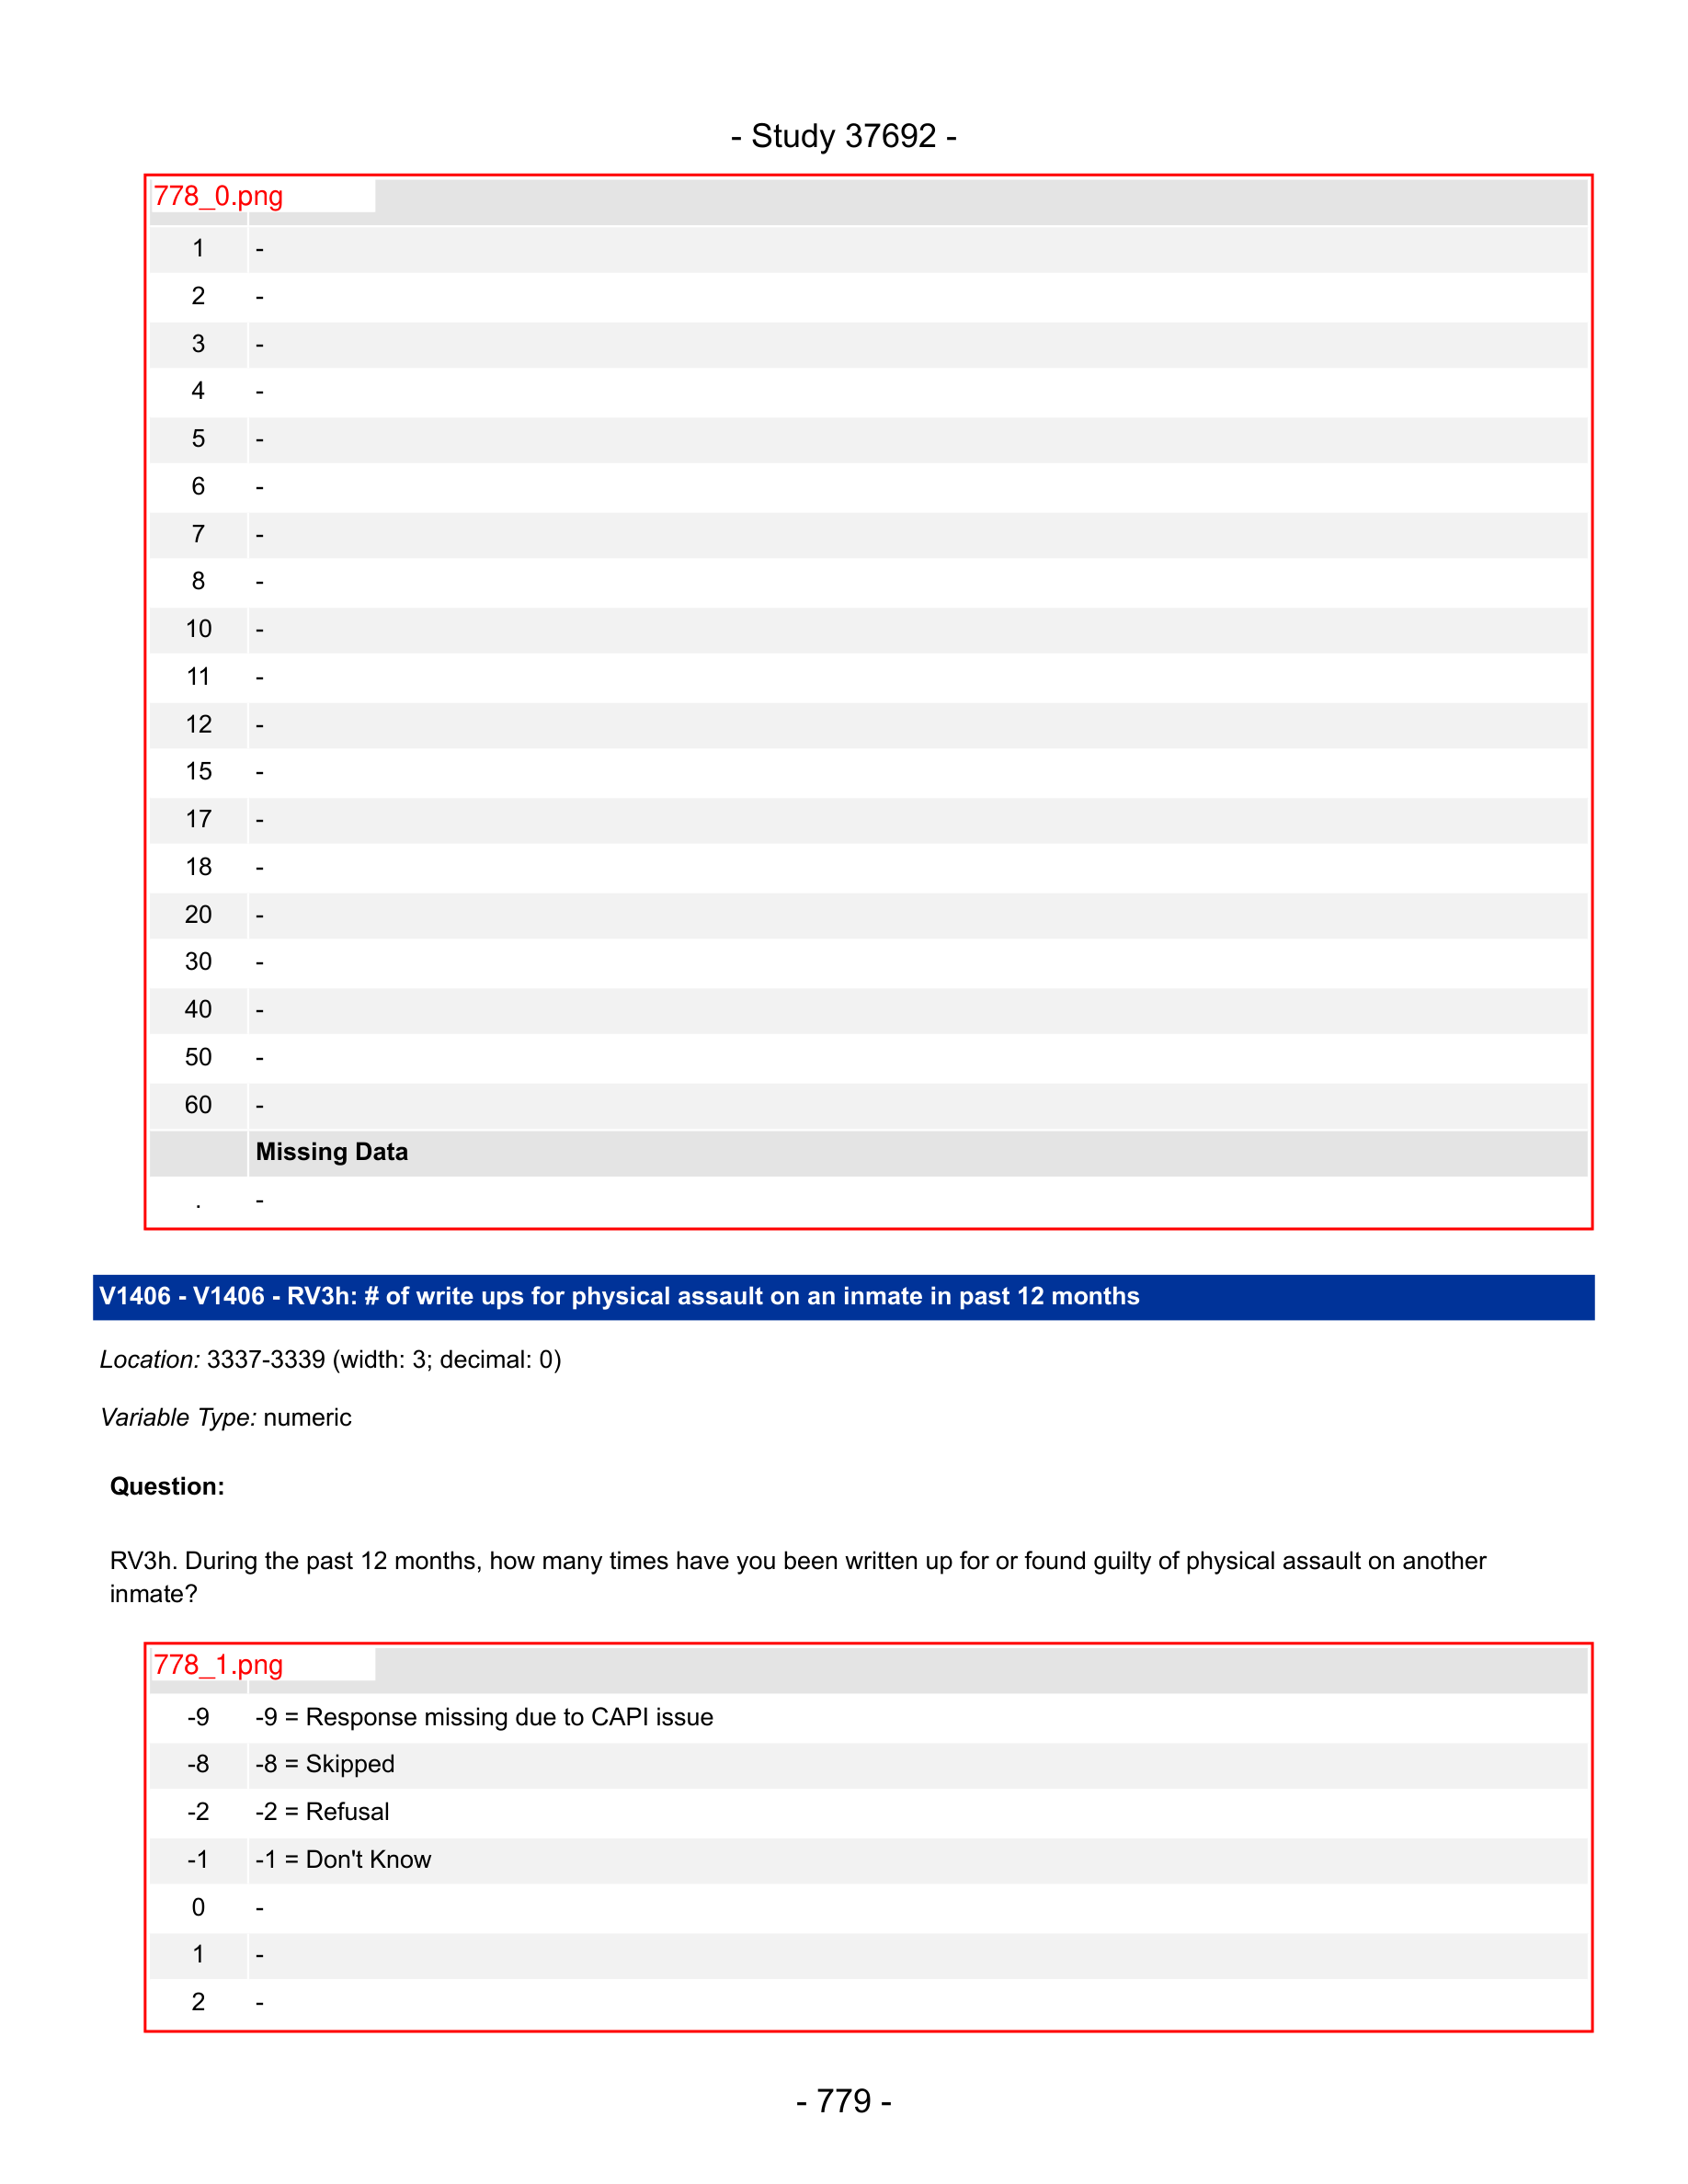 - Study 37692 -
778_0.png
1 -
2 -
3 -
4 -
5 -
6 -
7 -
8 -
10 -
11 -
12 -
15 -
17 -
18 -
20 -
30 -
40 -
50 -
60 -
Missing Data
. -
V1406 - V1406 - RV3h: # of write ups for physical assault on an inmate in past 12 months
Location: 3337-3339 (width: 3; decimal: 0)
Variable Type: numeric
Question:
RV3h. During the past 12 months, how many times have you been written up for or found guilty of physical assault on another
inmate?
778_1.png
-9 -9 = Response missing due to CAPI issue
-8 -8 = Skipped
-2 -2 = Refusal
-1 -1 = Don't Know
0 -
1 -
2 -
- 779 -